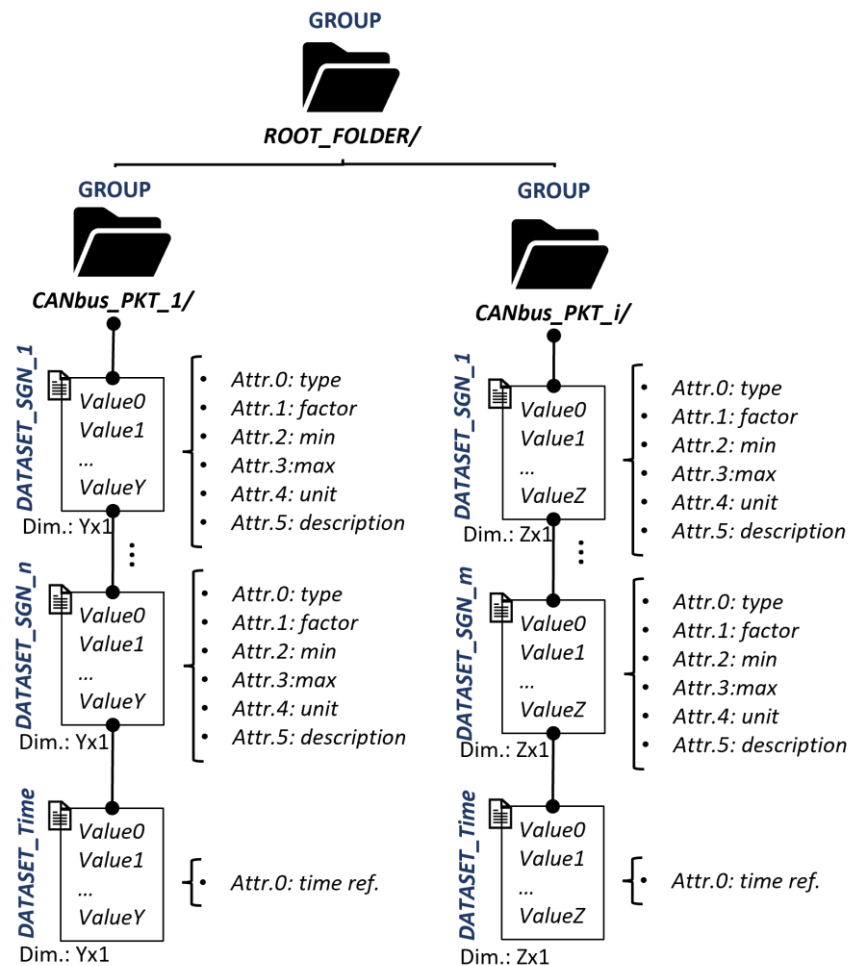 GROUP
ROOT_FOLDER/
GROUP
CANbus_PKT_1/
DATASET_SGN_1
Value0
Value1
...
ValueY
Dim.: Yx1
• Attr.0: type
• Attr.1: factor
• Attr.2: min
• Attr.3:max
• Attr.4: unit
• Attr.5: description
DATASET_SGN_n
Value0
Value1
...
ValueY
Dim.: Yx1
• Attr.0: type
• Attr.1: factor
• Attr.2: min
• Attr.3:max
• Attr.4: unit
• Attr.5: description
DATASET_Time
Value0
Value1
...
ValueY
Dim.: Yx1
• Attr.0: time ref.
GROUP
CANbus_PKT_i/
DATASET_SGN_1
Value0
Value1
...
ValueZ
Dim.: Zx1
• Attr.0: type
• Attr.1: factor
• Attr.2: min
• Attr.3:max
• Attr.4: unit
• Attr.5: description
DATASET_SGN_m
Value0
Value1
...
ValueZ
Dim.: Zx1
• Attr.0: type
• Attr.1: factor
• Attr.2: min
• Attr.3:max
• Attr.4: unit
• Attr.5: description
DATASET_Time
Value0
Value1
...
ValueZ
Dim.: Zx1
• Attr.0: time ref.